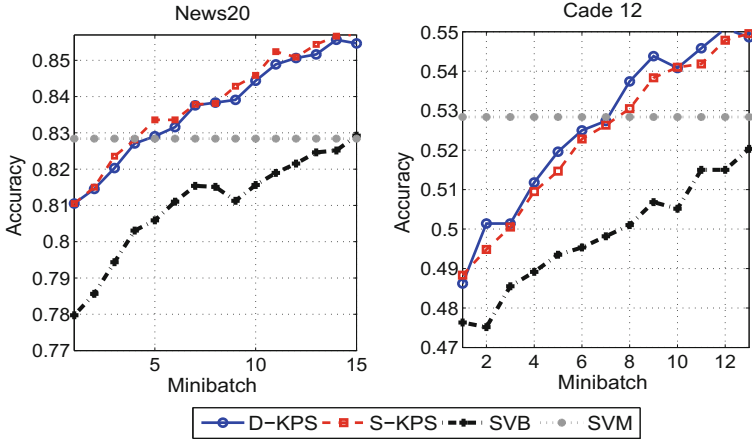 News20
Accuracy
0.85
0.84
0.83
0.82
0.81
0.8
0.79
0.78
0.77
5
10
15
Minibatch
Cade 12
Accuracy
0.55
0.54
0.53
0.52
0.51
0.5
0.49
0.48
0.47
2
4
6
8
10
12
Minibatch
D-KPS
S-KPS
SVB
SVM